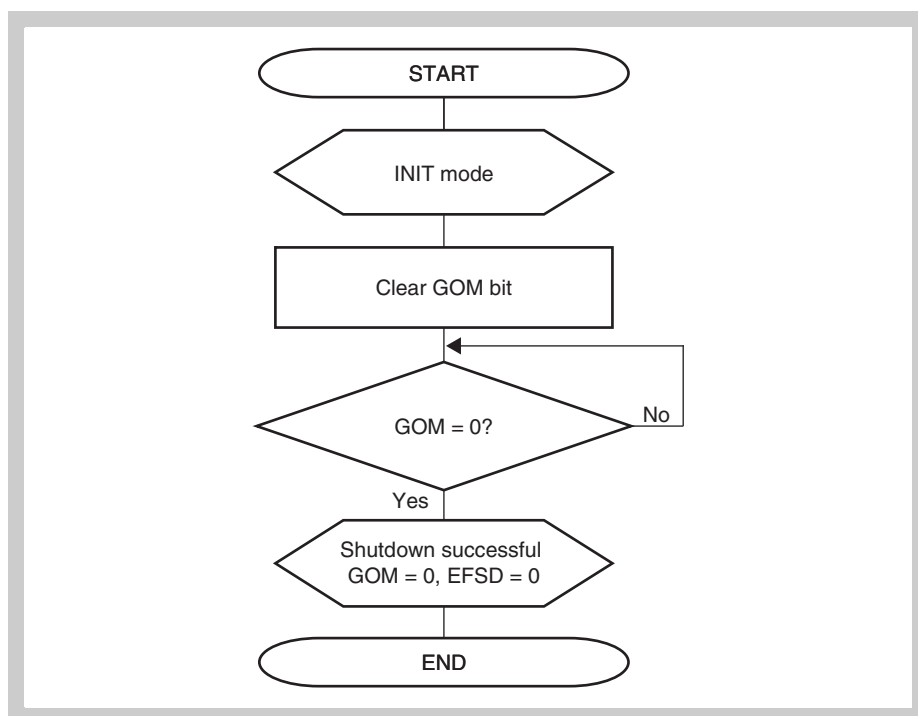 START
INIT mode
Clear GOM bit
GOM = 0?
No
Yes
Shutdown successful
GOM = 0, EFSD = 0
END